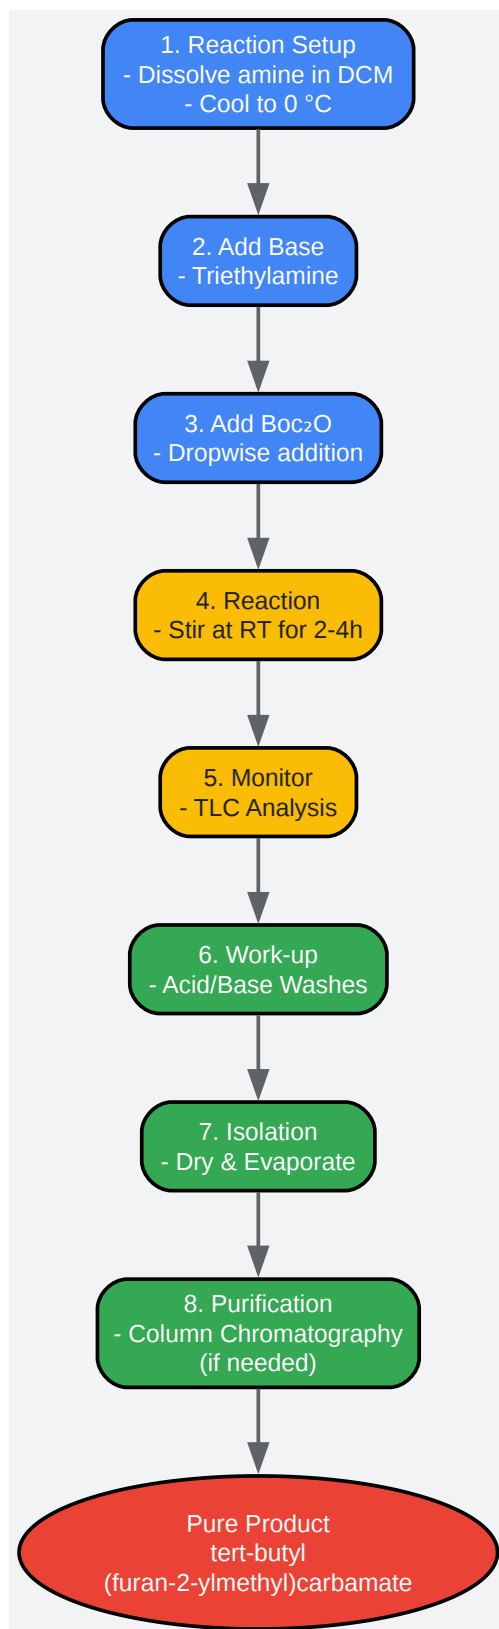 1. Reaction Setup
- Dissolve amine in DCM
- Cool to 0 °C
2. Add Base
- Triethylamine
3. Add Boc₂O
- Dropwise addition
4. Reaction
- Stir at RT for 2-4h
5. Monitor
- TLC Analysis
6. Work-up
- Acid/Base Washes
7. Isolation
- Dry & Evaporate
8. Purification
- Column Chromatography
(if needed)
Pure Product
tert-butyl
(furan-2-ylmethyl)carbamate